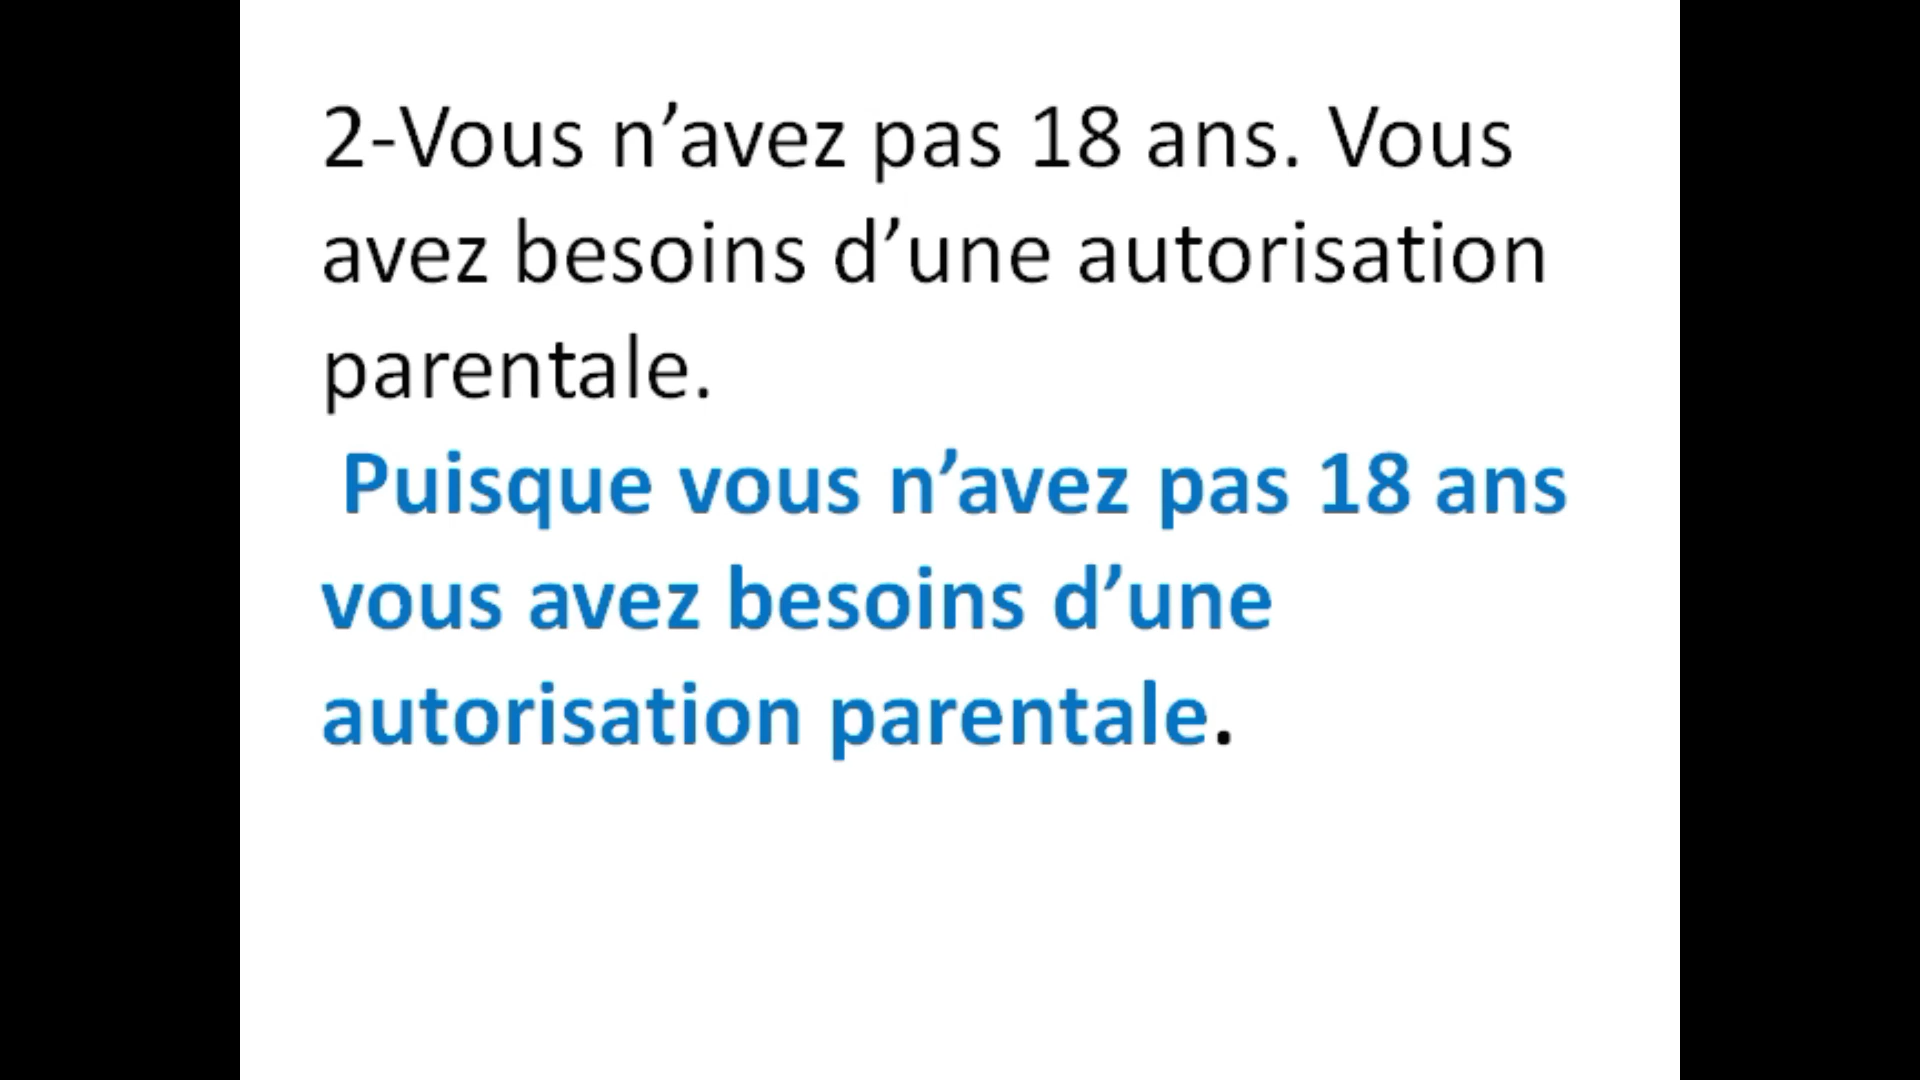 2-Vous n’avez pas 18 ans. Vous
avez besoins d’une autorisation
parentale.
Puisque vous n’avez pas 18 ans
vous avez besoins d’une
autorisation parentale.